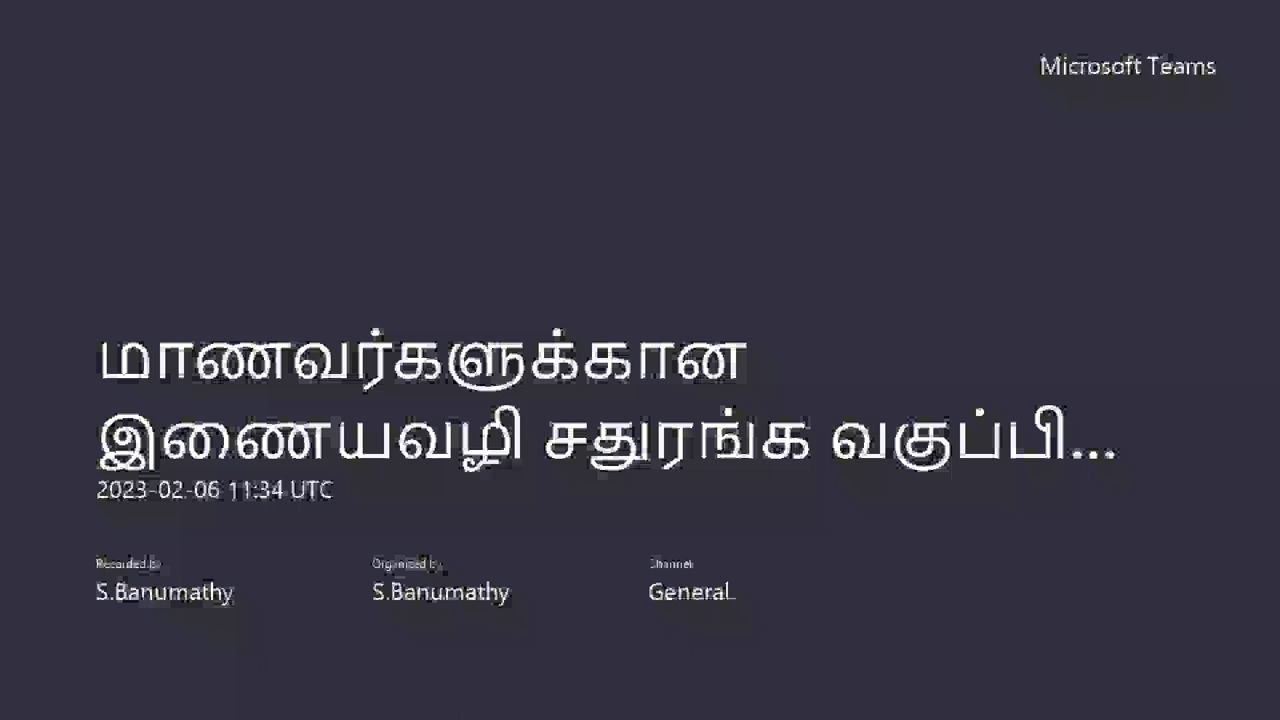 Microsoft Teams
மாணவர்களுக்கான
இணையவழி சதுரங்க வகுப்பி...
2023-02-06 11:34 UTC
Recorded by Organized by Channel
S.Banumathy S.Banumathy General